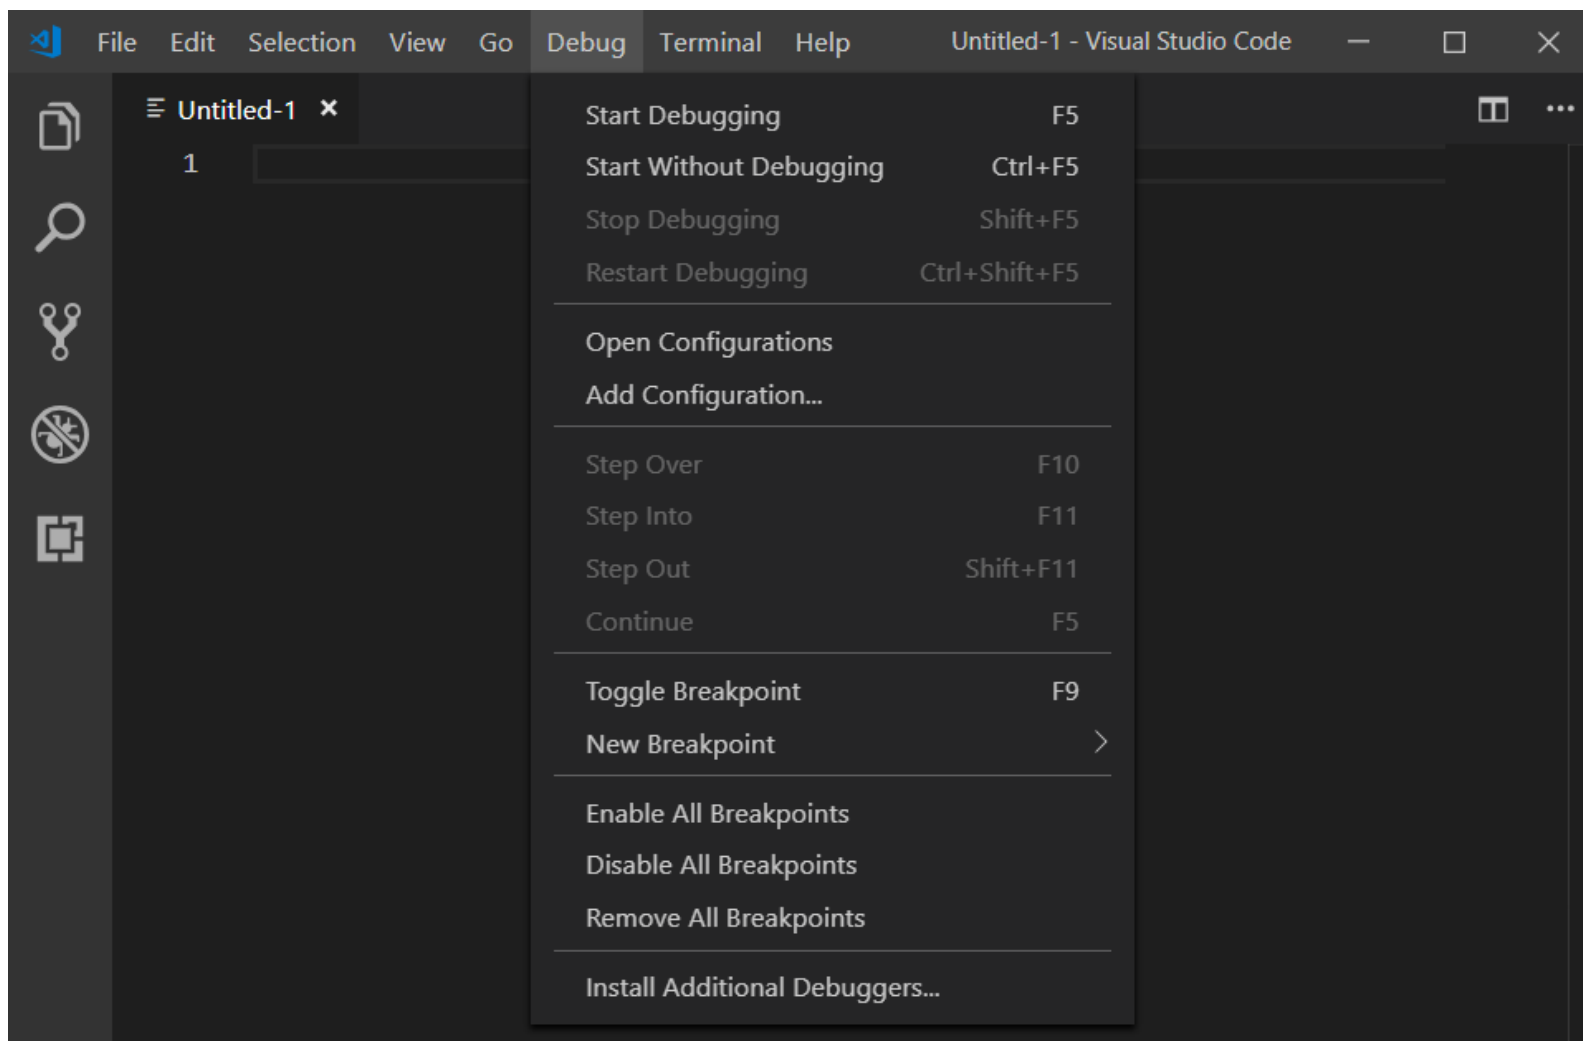 File Edit Selection View Go Debug Terminal Help Untitled-1 - Visual Studio Code
Untitled-1
1
Start Debugging F5
Start Without Debugging Ctrl+F5
Stop Debugging Shift+F5
Restart Debugging Ctrl+Shift+F5
Open Configurations
Add Configuration...
Step Over F10
Step Into F11
Step Out Shift+F11
Continue F5
Toggle Breakpoint F9
New Breakpoint
Enable All Breakpoints
Disable All Breakpoints
Remove All Breakpoints
Install Additional Debuggers...